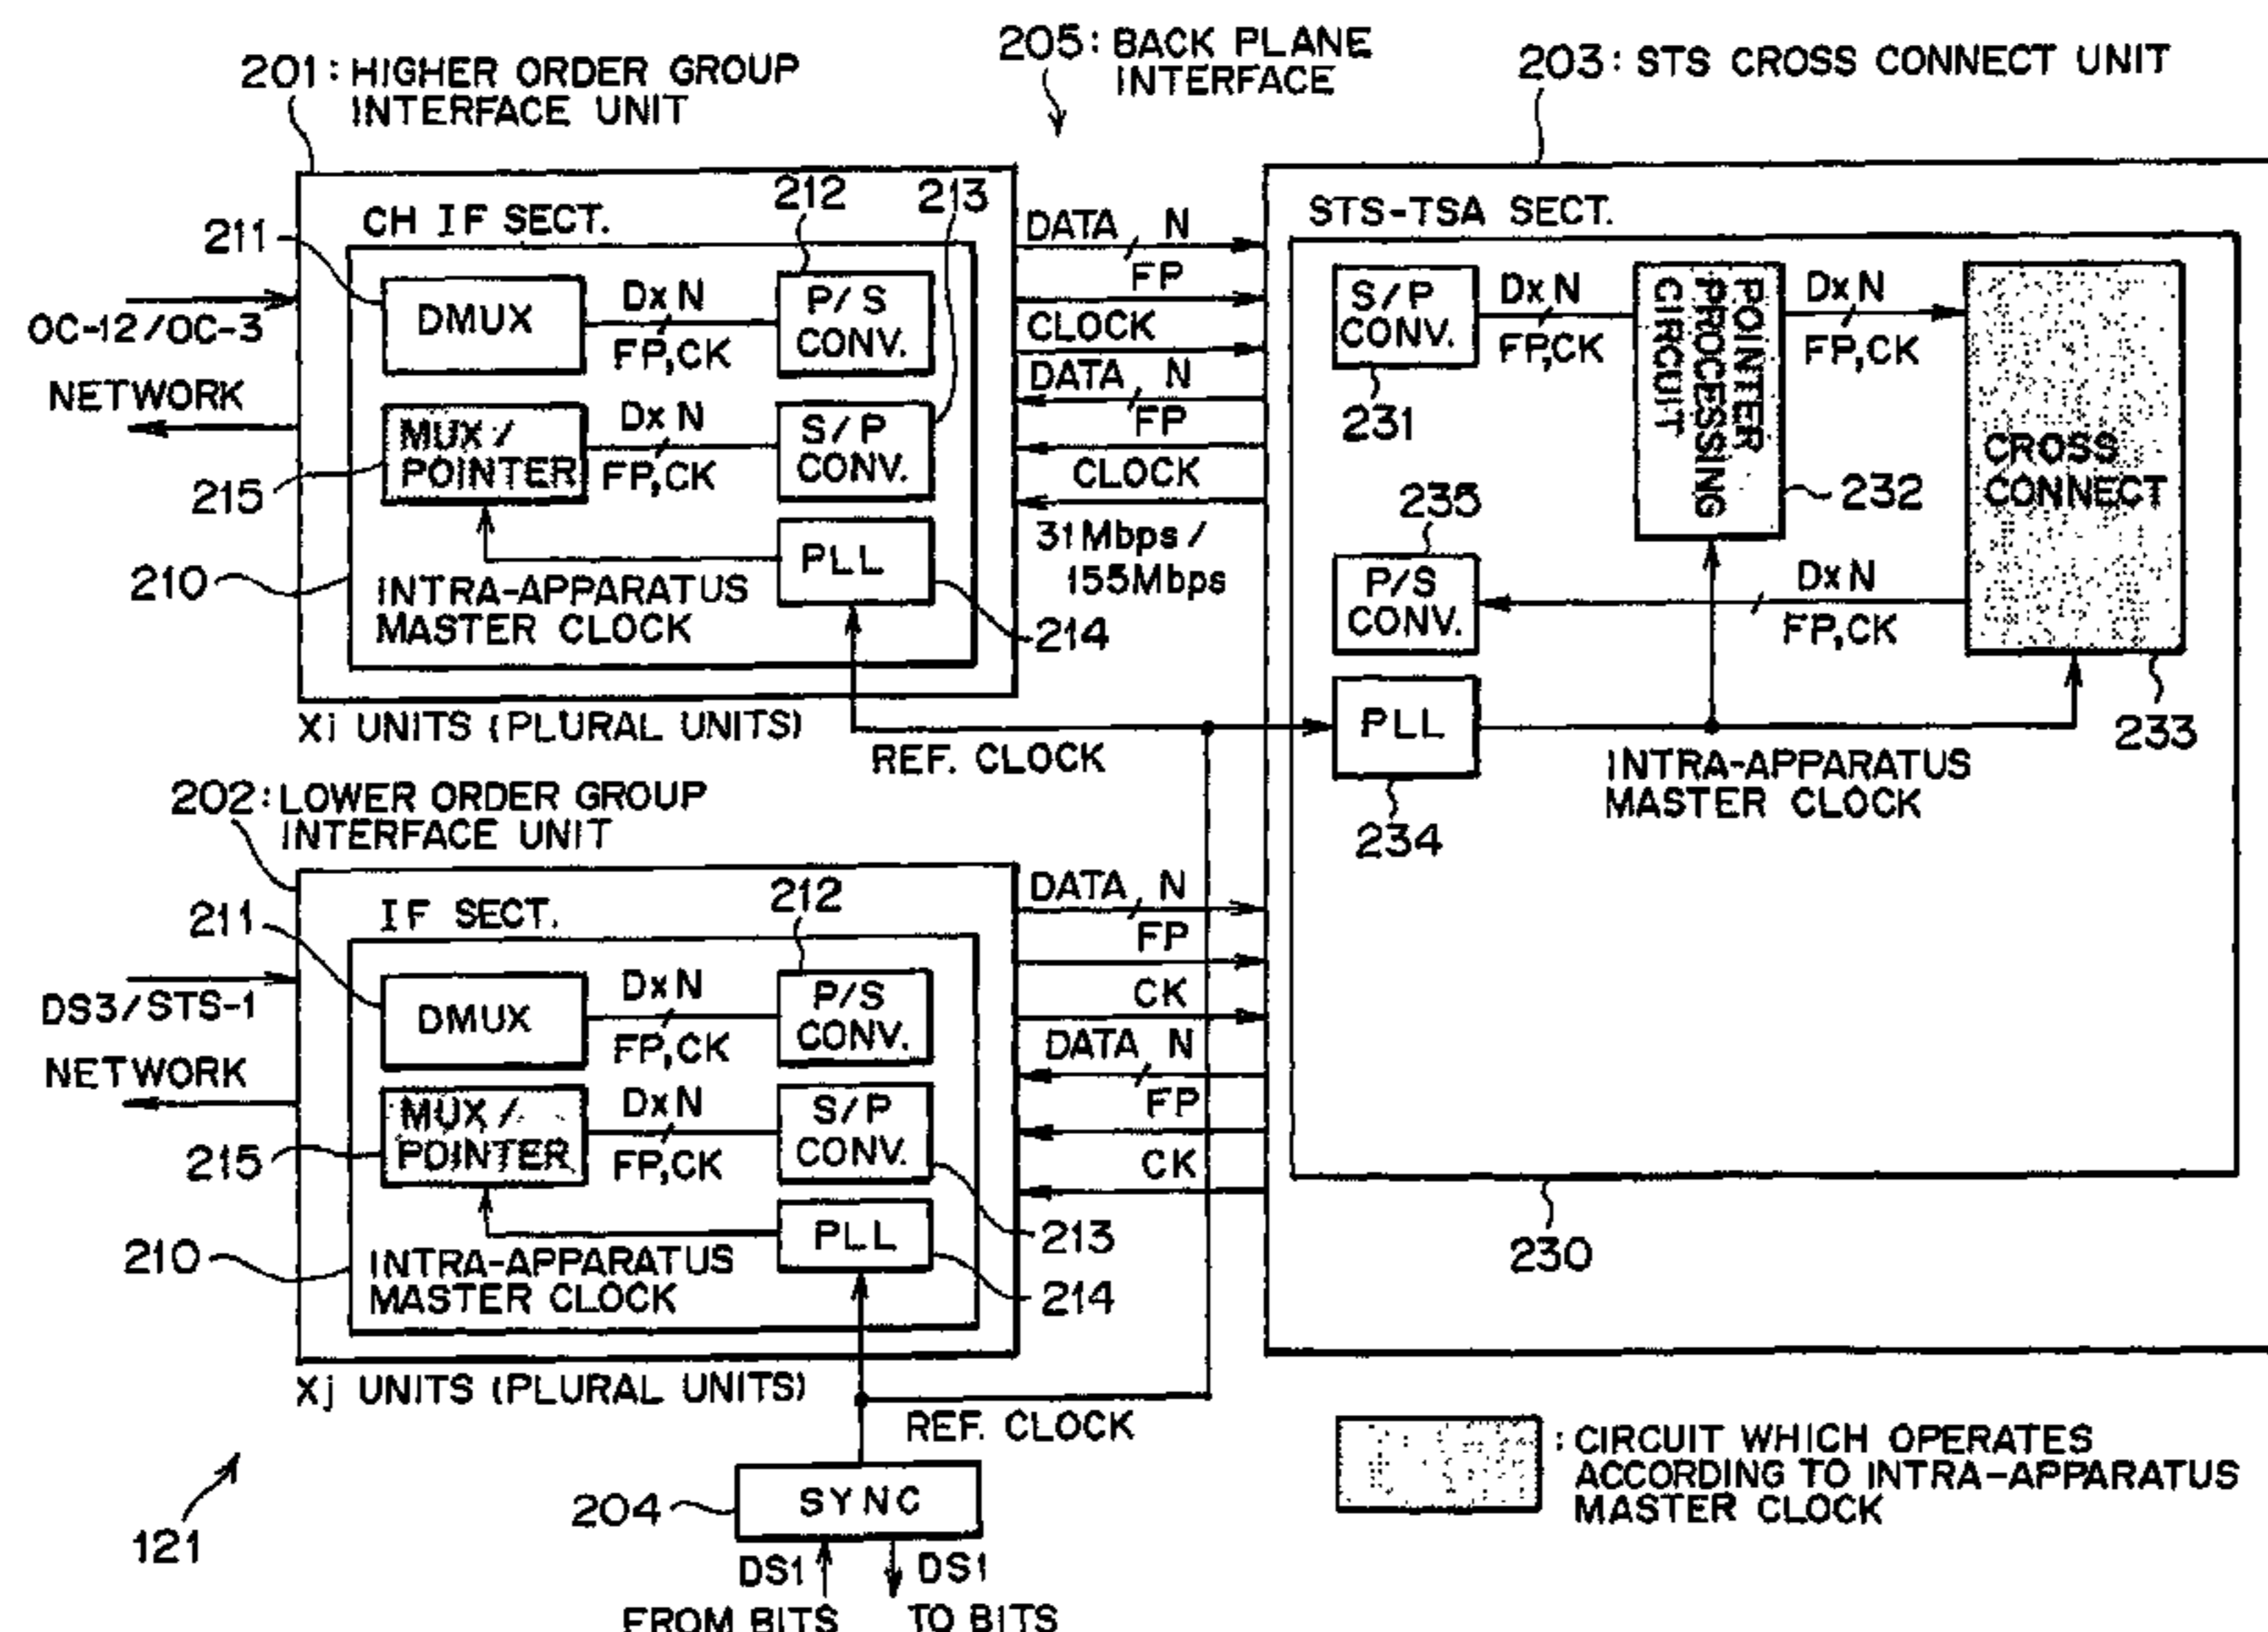 205: BACK PLANE
INTERFACE
201: HIGHER ORDER GROUP
INTERFACE UNIT
203: STS CROSS CONNECT UNIT
CH IF SECT.
211
212
213
DMUX
DxN
FP,CK
P/S
CONV.
OC-12/OC-3
NETWORK
MUX/
POINTER
DxN
FP,CK
S/P
CONV.
215
PLL
210
INTRA-APPARATUS
MASTER CLOCK
214
Xi UNITS (PLURAL UNITS)
DATA N
FP
CLOCK
DATA N
FP
CLOCK
31Mbps/
155Mbps
REF. CLOCK
STS-TSA SECT.
S/P
CONV.
231
DxN
FP,CK
POINTER
PROCESSING
CIRCUIT
232
DxN
FP,CK
CROSS
CONNECT
233
235
P/S
CONV.
DxN
FP,CK
PLL
234
INTRA-APPARATUS
MASTER CLOCK
202: LOWER ORDER GROUP
INTERFACE UNIT
IF SECT.
211
212
DMUX
DxN
FP,CK
P/S
CONV.
DS3/STS-1
NETWORK
MUX/
POINTER
DxN
FP,CK
S/P
CONV.
215
213
PLL
210
INTRA-APPARATUS
MASTER CLOCK
214
Xj UNITS (PLURAL UNITS)
DATA N
FP
CK
DATA N
FP
CK
230
REF. CLOCK
204
SYNC
121
DS1
DS1
FROM BITS
TO BITS
: CIRCUIT WHICH OPERATES
ACCORDING TO INTRA-APPARATUS
MASTER CLOCK